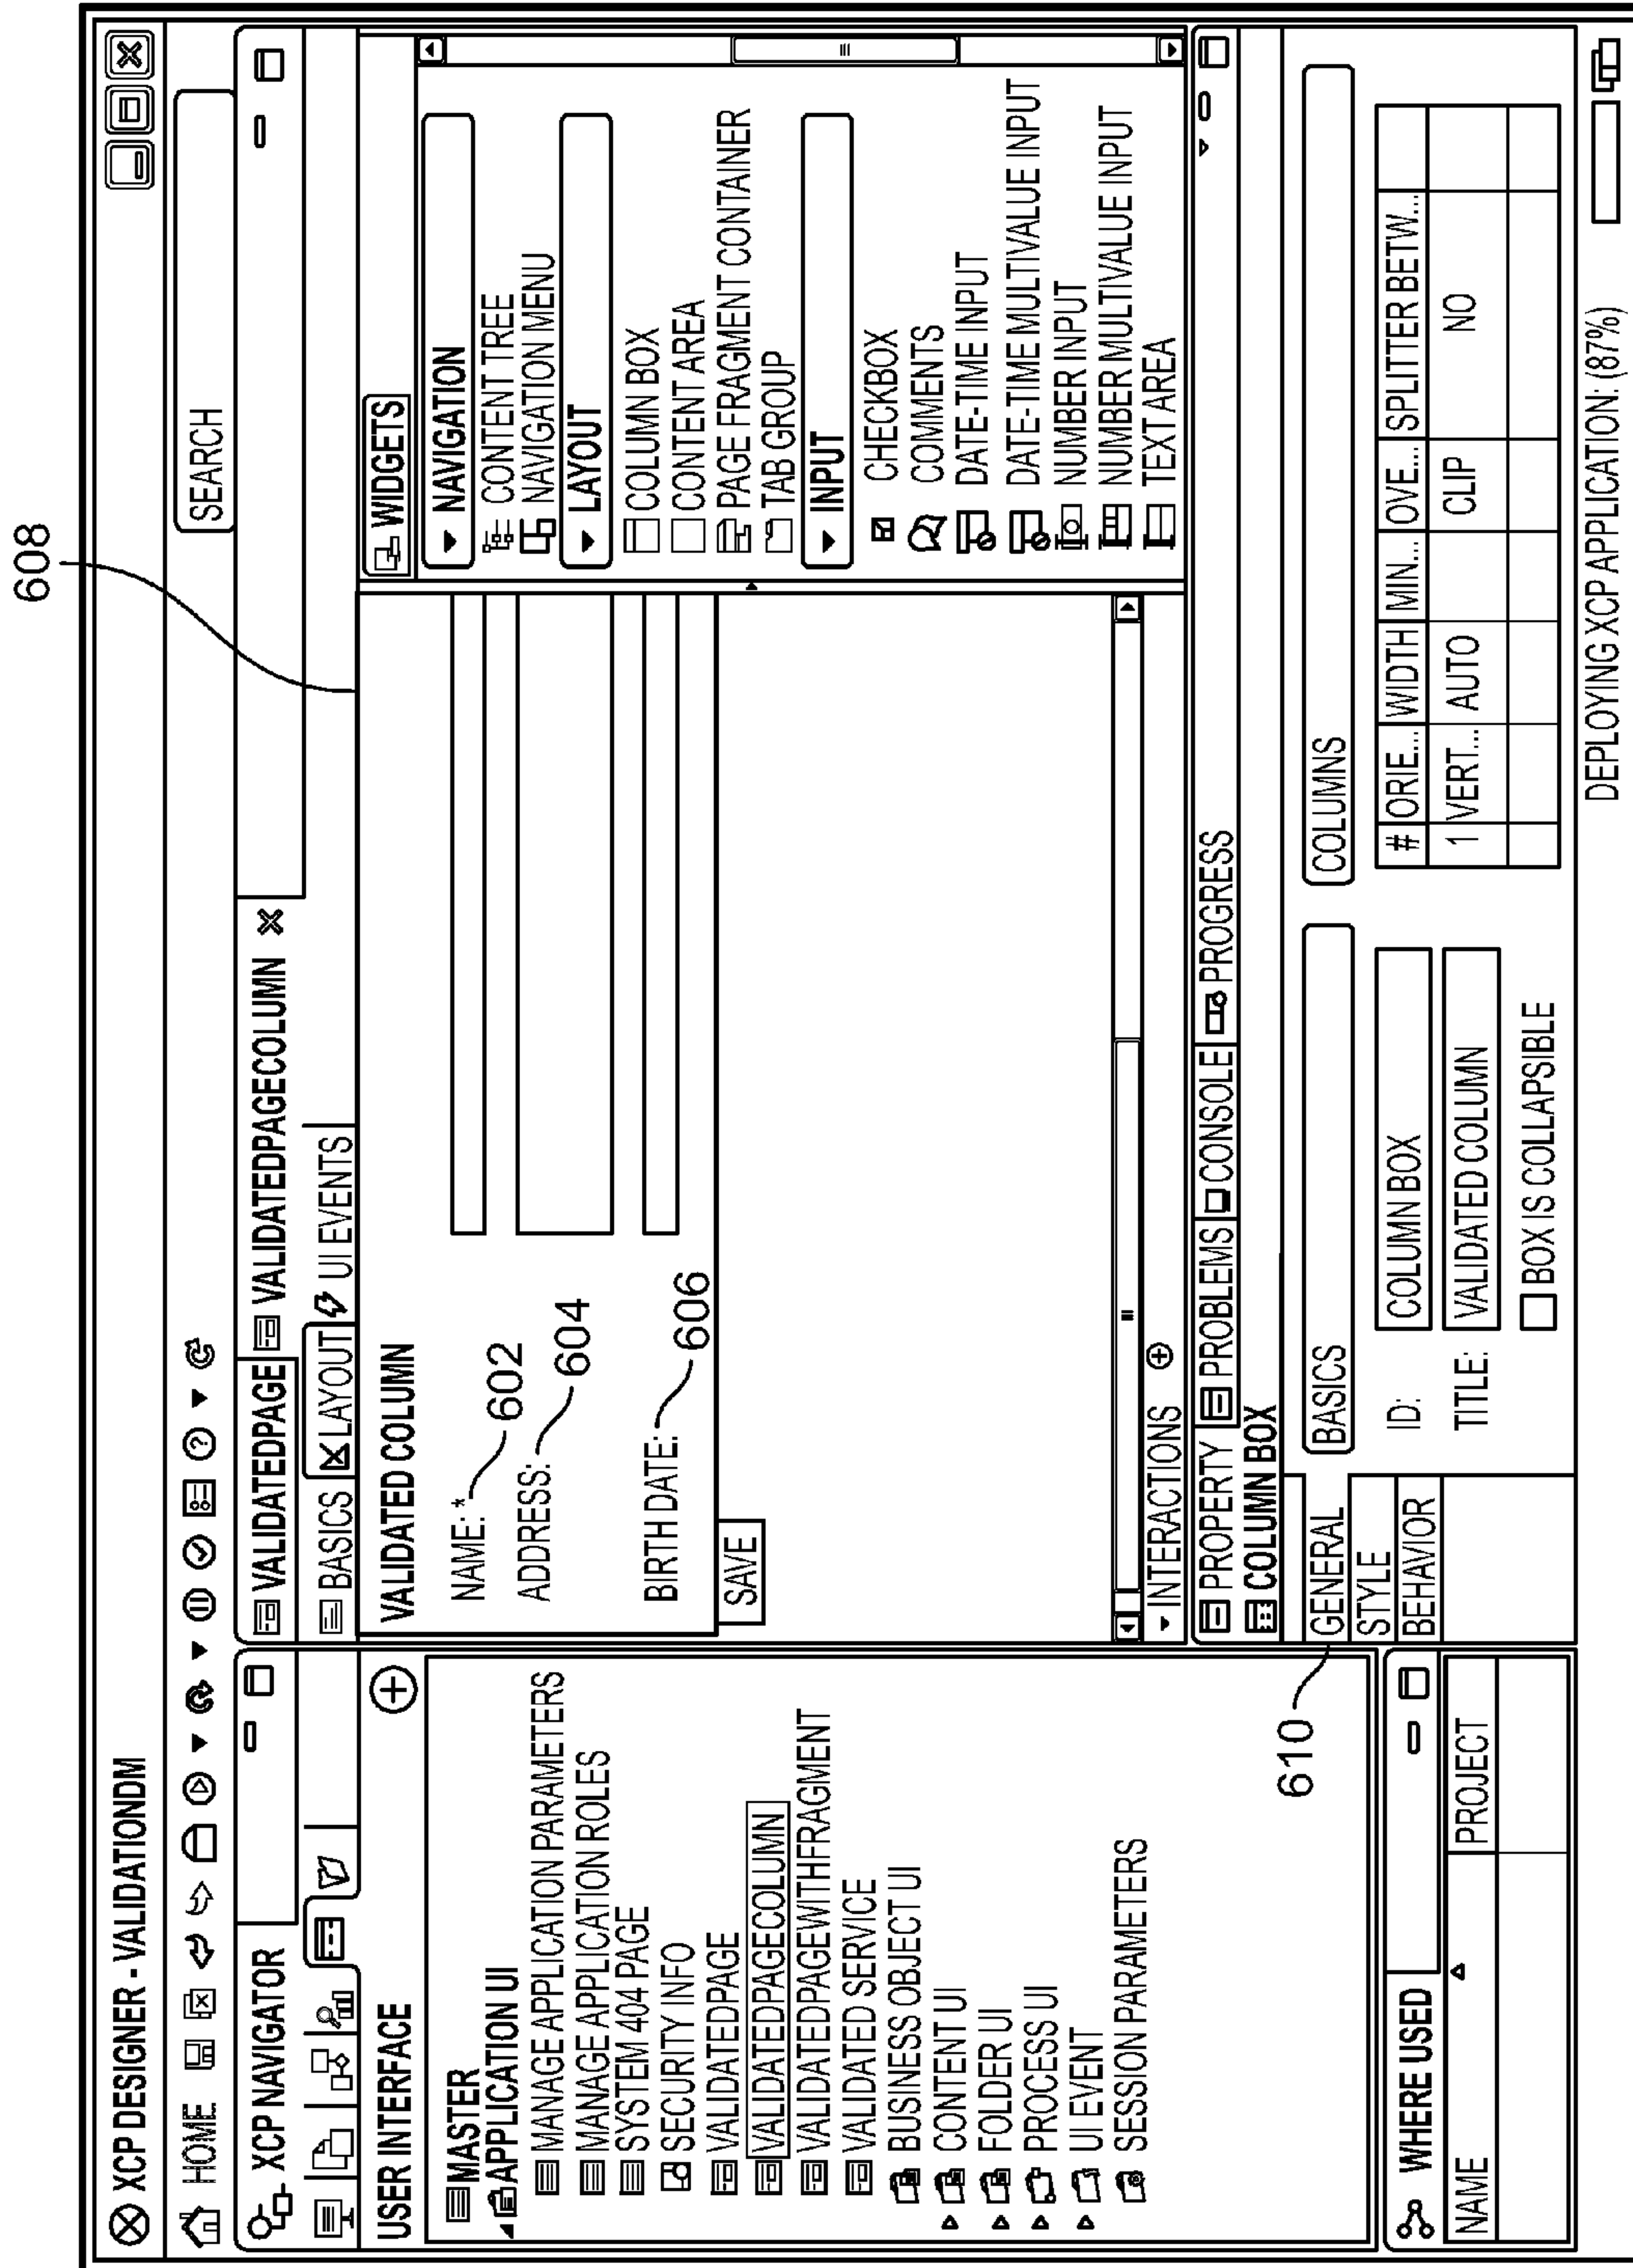 608
XCP DESIGNER - VALIDATIONDM
HOME
SEARCH
XCP NAVIGATOR
USER INTERFACE
MASTER
APPLICATION UI
MANAGE APPLICATION PARAMETERS
MANAGE APPLICATION ROLES
SYSTEM 404 PAGE
SECURITY INFO
VALIDATEDPAGE
VALIDATEDPAGECOLUMN
VALIDATEDPAGEWITHFRAGMENT
VALIDATED SERVICE
BUSINESS OBJECT UI
CONTENT UI
FOLDER UI
PROCESS UI
UI EVENT
SESSION PARAMETERS
610
WHERE USED
NAME PROJECT
VALIDATEDPAGE VALIDATEDPAGECOLUMN
BASICS LAYOUT UI EVENTS
VALIDATED COLUMN
NAME: * 602
ADDRESS: 604
BIRTH DATE: 606
SAVE
INTERACTIONS
WIDGETS
NAVIGATION
CONTENT TREE
NAVIGATION MENU
LAYOUT
COLUMN BOX
CONTENT AREA
PAGE FRAGMENT CONTAINER
TAB GROUP
INPUT
CHECKBOX
COMMENTS
DATE-TIME INPUT
DATE-TIME MULTIVALUE INPUT
NUMBER INPUT
NUMBER MULTIVALUE INPUT
TEXT AREA
PROPERTY PROBLEMS CONSOLE PROGRESS
COLUMN BOX
GENERAL
STYLE
BEHAVIOR
BASICS
ID: COLUMN BOX
TITLE: VALIDATED COLUMN
BOX IS COLLAPSIBLE
COLUMNS
# ORIE... WIDTH MIN... OVE... SPLITTER BETW...
1 VERT... AUTO CLIP NO
DEPLOYING XCP APPLICATION: (87%)